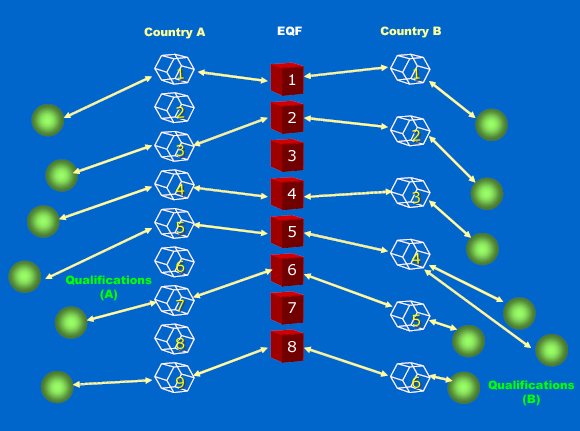 Country A EQF Country B
1 1 1
2 2 2
3 3
4 4 3
5 5 4
6 6
7 7 5
8 8
9 6
Qualifications
(A)
Qualifications
(B)